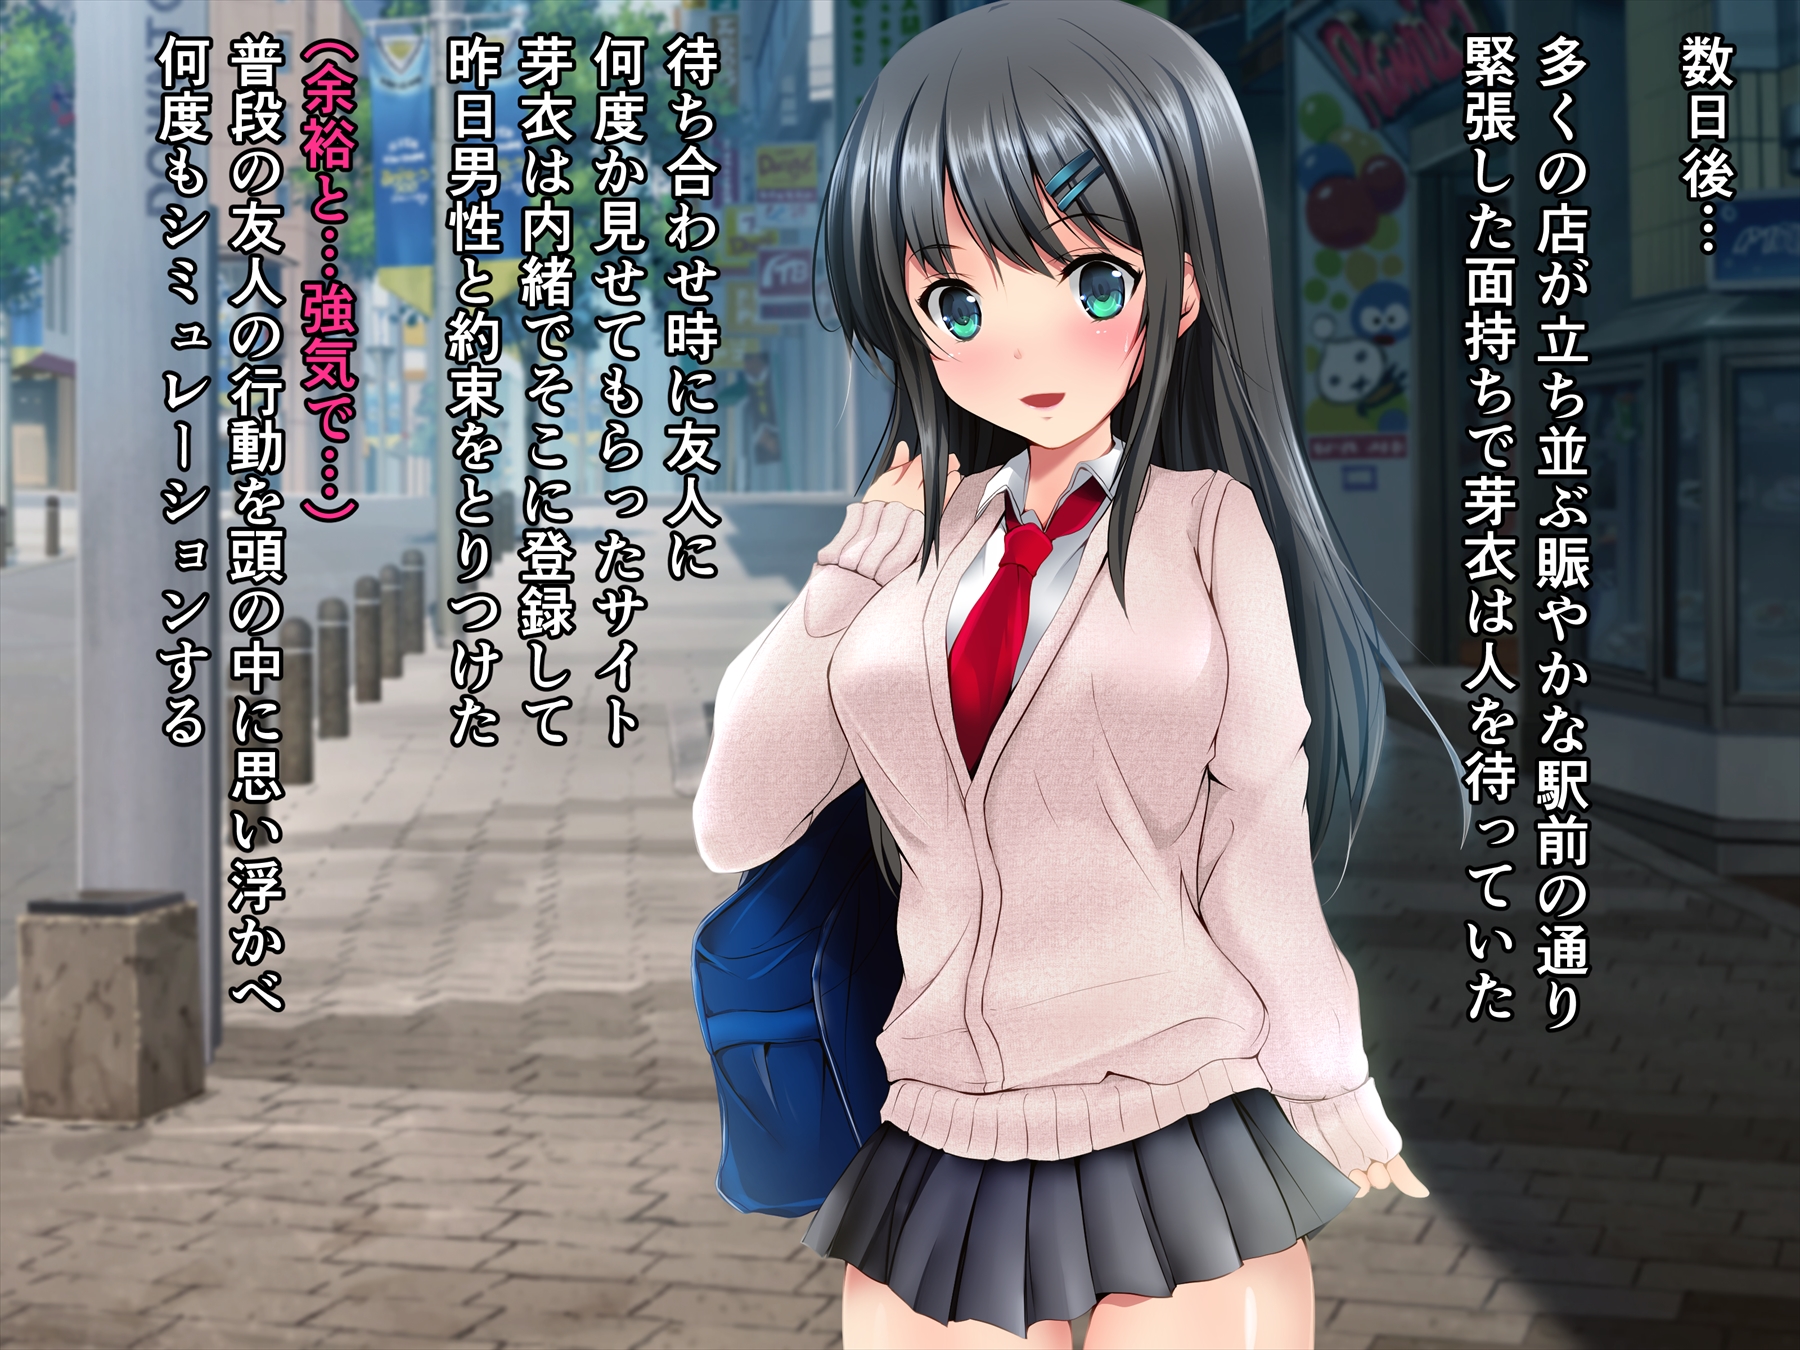 数日後…
多くの店が立ち並ぶ賑やかな駅前の通り
緊張した面持ちで芽衣は人を待っていた
待ち合わせ時に友人に
何度か見せてもらったサイト
芽衣は内緒でそこに登録して
昨日男性と約束をとりつけた
(余裕と…強気で…)
普段の友人の行動を頭の中に思い浮かべ
何度もシミュレーションする